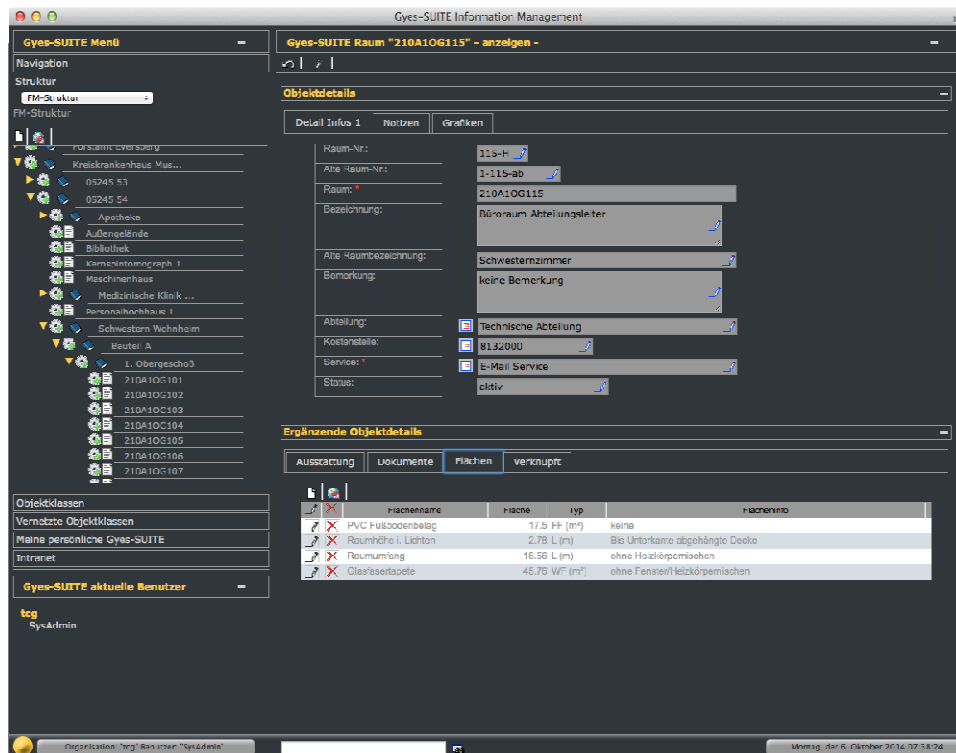 Gyes-SUITE Information Management
Gyes-SUITE Menü
Navigation
Struktur
FM-Struktur
FM-Struktur
Forstamt Eversberg
Kreiskrankenhaus Mus...
05245 53
05245 54
Apotheke
Außengelände
Bibliothek
Kernspintomograph 1
Maschinenhaus
Medizinische Klinik ...
Personalhochhaus 1
Schwestern Wohnheim
Bauteil A
1. Obergeschoß
210A1OG101
210A1OG102
210A1OG103
210A1OG104
210A1OG105
210A1OG106
210A1OG107
Objektklassen
Vernetzte Objektklassen
Meine persönliche Gyes-SUITE
Intranet
Gyes-SUITE aktuelle Benutzer
tcg
SysAdmin
Gyes-SUITE Raum "210A1OG115" - anzeigen -
Objektdetails
Detail Infos 1 Notizen Grafiken
Raum-Nr.: 115-H
Alte Raum-Nr.: 1-115-ab
Raum: * 210A1OG115
Bezeichnung: Büroraum Abteilungsleiter
Alte Raumbezeichnung: Schwesternzimmer
Bemerkung: keine Bemerkung
Abteilung: Technische Abteilung
Kostenstelle: 8132000
Service: * E-Mail Service
Status: aktiv
Ergänzende Objektdetails
Ausstattung Dokumente Flächen Verknüpft
Flächenname Fläche Typ Flächeninfo
PVC Fußbodenbelag 17.5 FF (m²) keine
Raumhöhe i. Lichten 2.78 L (m) Bis Unterkante abgehängte Decke
Raumumfang 16.56 L (m) ohne Heizkörpernischen
Glasfasertapete 45.76 WF (m²) ohne Fenster/Heizkörpernischen
Organisation: "tcg" Benutzer: "SysAdmin"
Montag, der 6. Oktober 2014 07:38:24